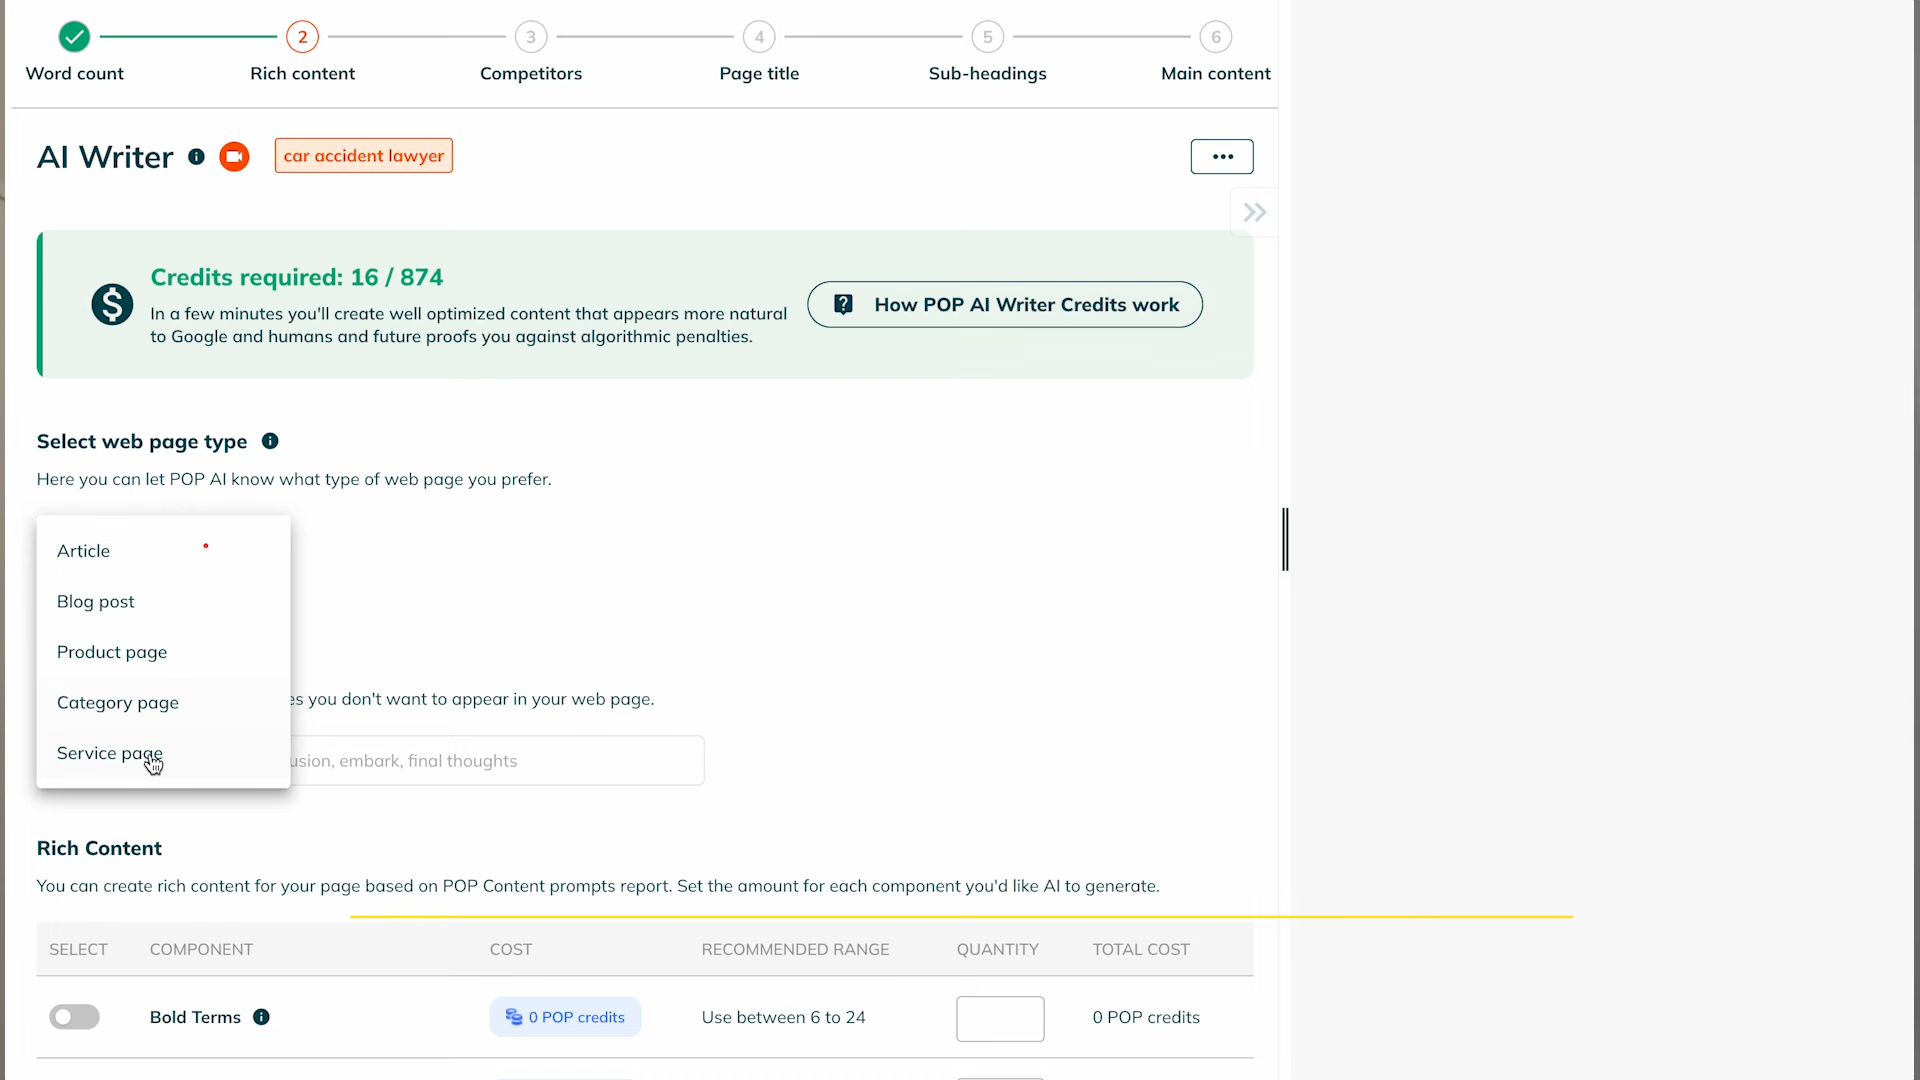 2
3
4
5
6
Word count
Rich content
Competitors
Page title
Sub-headings
Main content
AI Writer
car accident lawyer
Credits required: 16 / 874
In a few minutes you'll create well optimized content that appears more natural
to Google and humans and future proofs you against algorithmic penalties.
How POP AI Writer Credits work
Select web page type
Here you can let POP AI know what type of web page you prefer.
Article
Blog post
Product page
Category page
Service page
you don't want to appear in your web page.
embark, final thoughts
Rich Content
You can create rich content for your page based on POP Content prompts report. Set the amount for each component you'd like AI to generate.
SELECT COMPONENT COST RECOMMENDED RANGE QUANTITY TOTAL COST
Bold Terms 0 POP credits Use between 6 to 24 0 POP credits